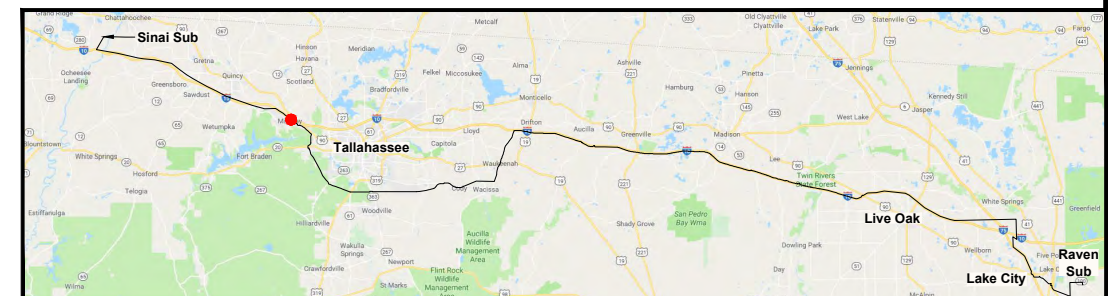 Grand Ridge
Chattahoochee
Metcalf
Old Clyattville
Clyattville
Lake Park
Statenville
Fargo
Sinai Sub
Hinson
Havana
Meridian
Gretna
Quincy
Scotland
Felkel
Miccosukee
Alma
Ashville
Pinetta
Jennings
Ocheesee
Landing
Greensboro
Sawdust
Bradfordville
Monticello
Hamburg
Hanson
Kennedy Still
Jasper
West Lake
Wetumpka
Tallahassee
Lloyd
Drifton
Aucilla
Greenville
Madison
Capitola
Lee
Blountstown
White Springs
Hosford
Fort Braden
Waukeenah
Twin Rivers
State Forest
White Springs
Telogia
Cody
Wacissa
Estiffanulga
Woodville
Hilliardville
Shady Grove
San Pedro
Bay Wma
Live Oak
Greenfield
Aucilla
Wildlife
Management
Area
Dowling Park
Wellborn
Five Po
Raven
Sub
Wakulla
Springs
Newport
Crawfordville
Flint Rock
Wildlife
Management
Area
St Marks
Day
Lake City
Lake C
Wilma
McAlpin